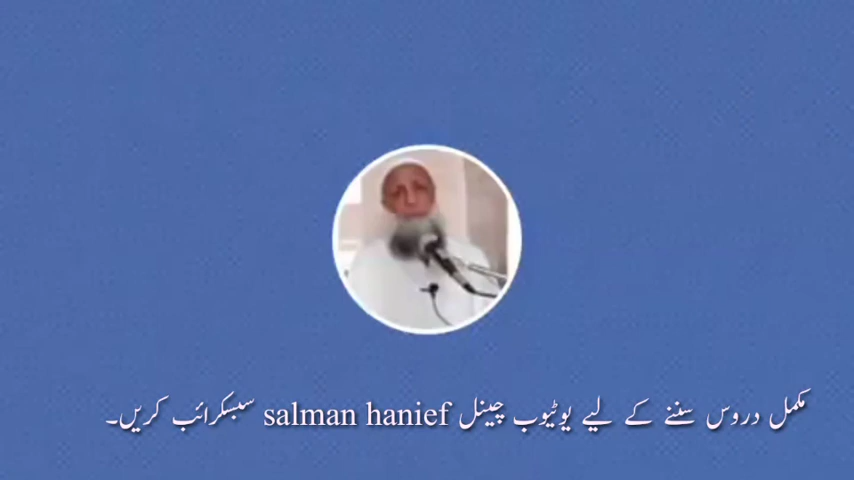 مکمل دروس سننے کے لیے یوٹیوب چینل salman hanief سبسکرائب کریں۔